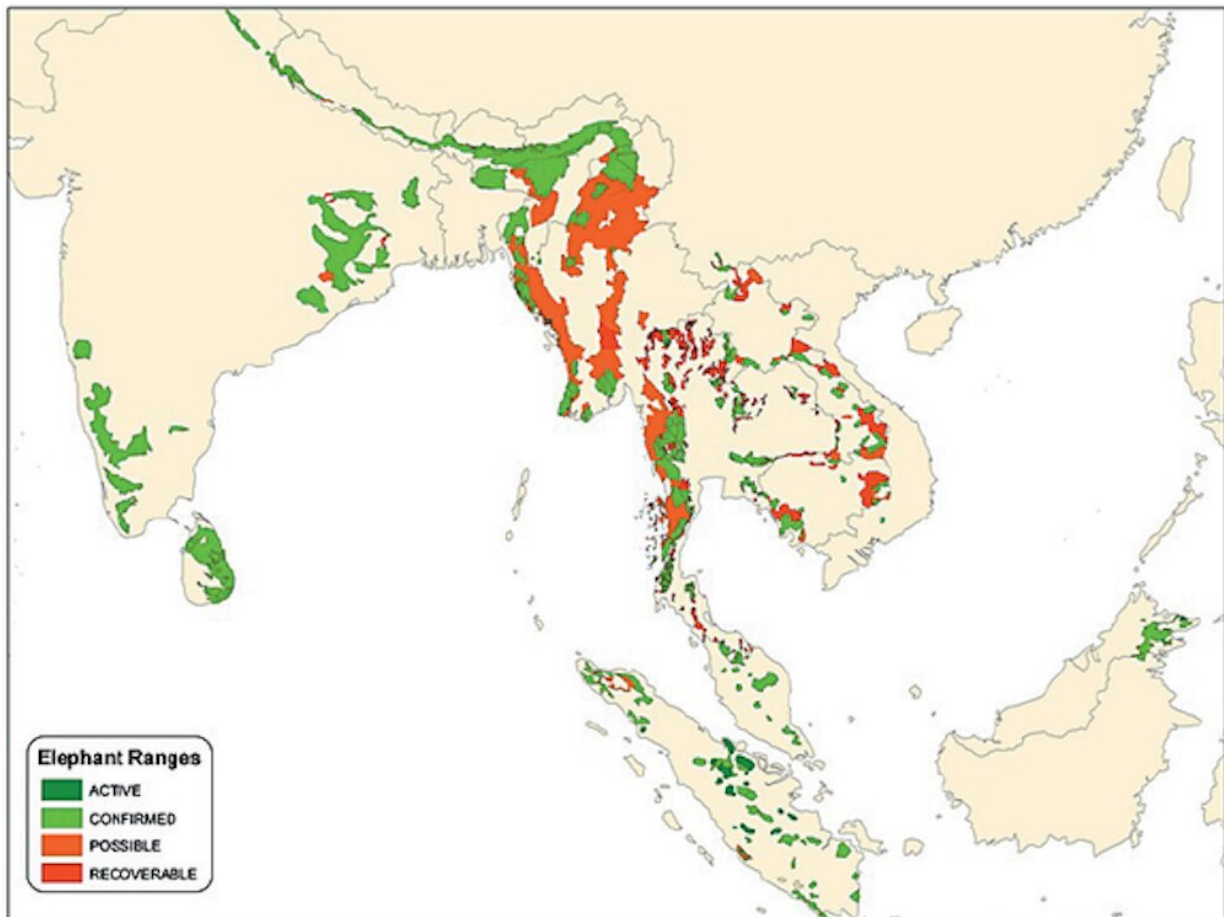 Elephant Ranges
ACTIVE
CONFIRMED
POSSIBLE
RECOVERABLE